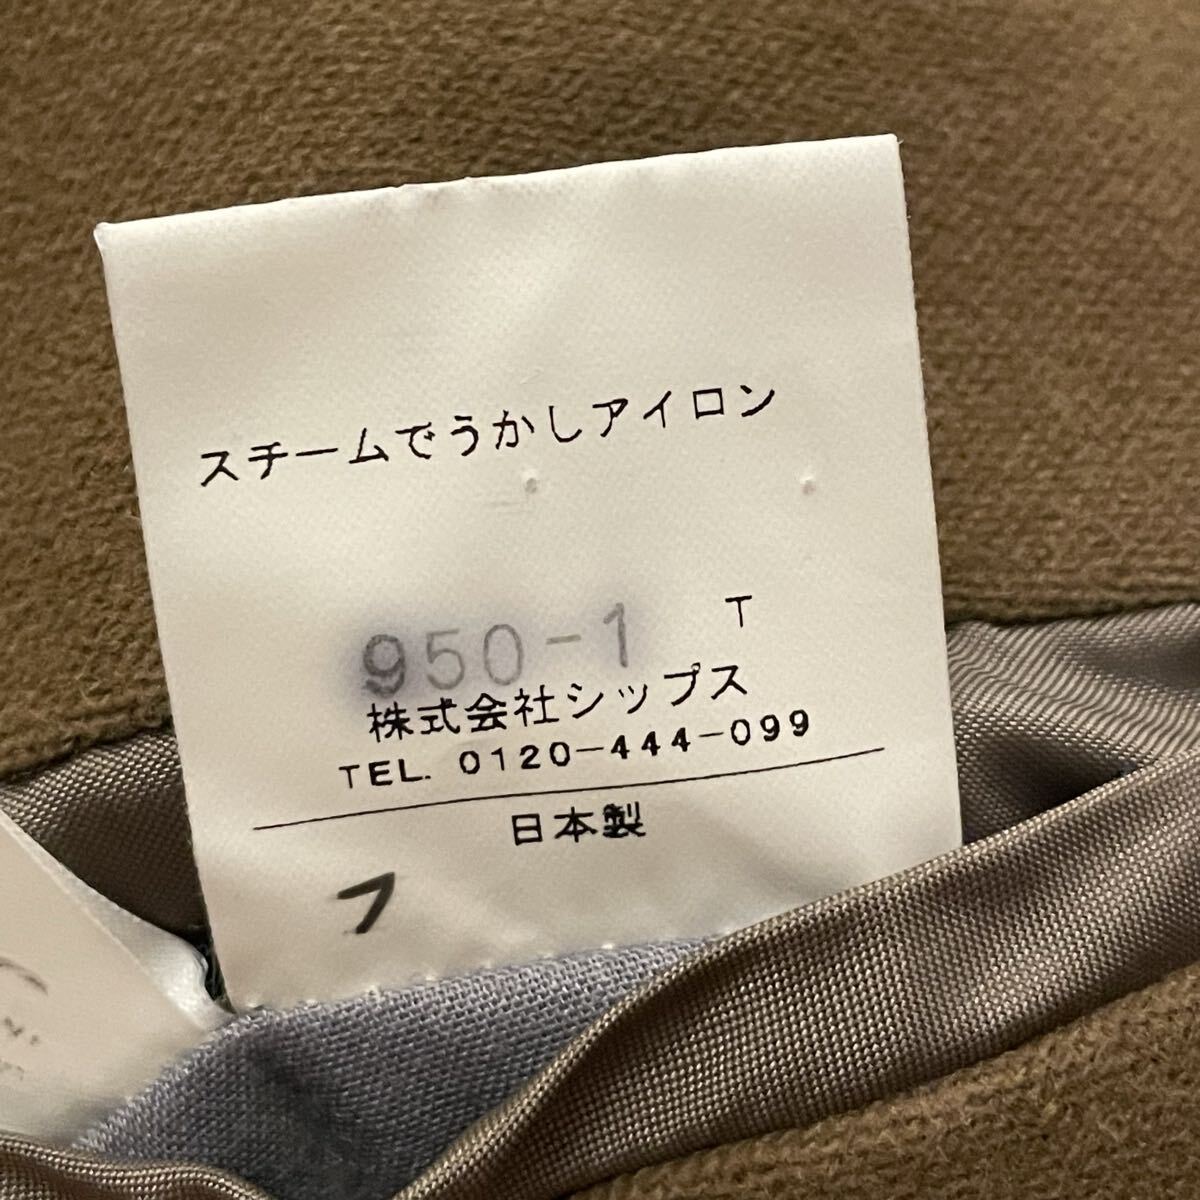 スチームでうかしアイロン
950-1 T
株式会社シップス
TEL. 0120-444-099
日本製
フ